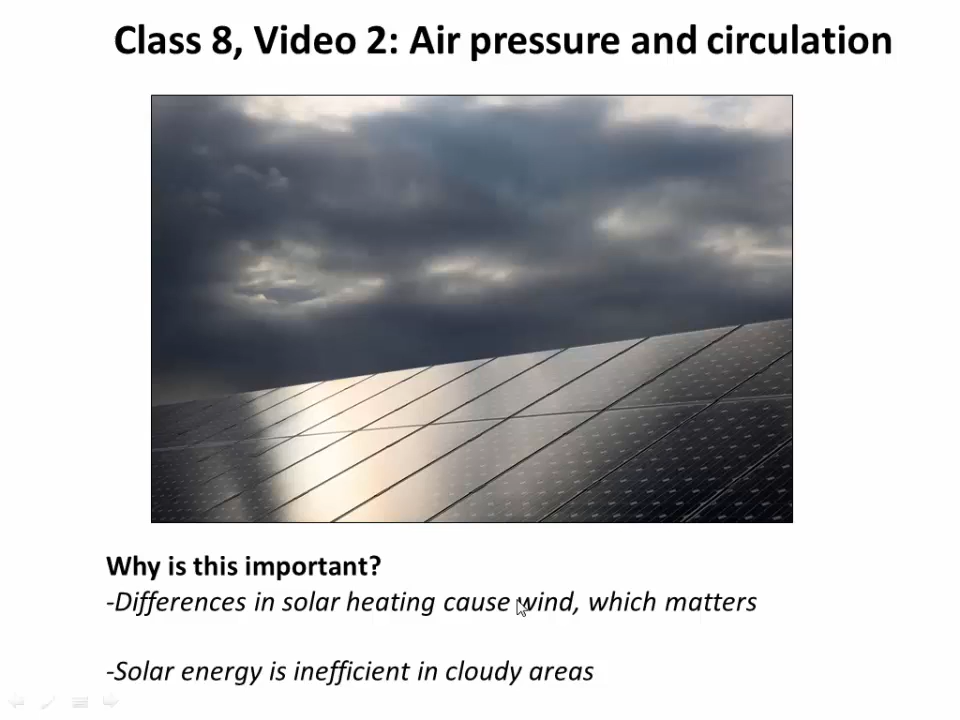 Class 8, Video 2: Air pressure and circulation
Why is this important?
-Differences in solar heating cause wind, which matters
-Solar energy is inefficient in cloudy areas